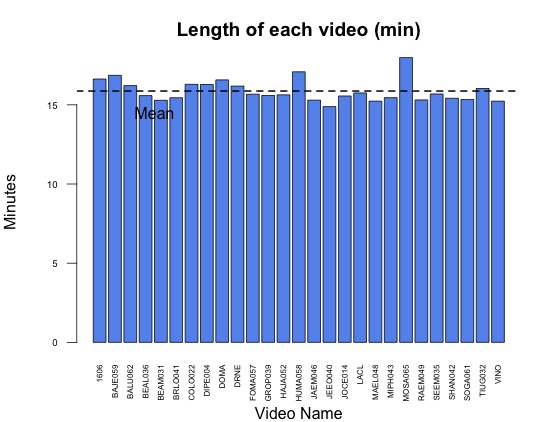 Length of each video (min)
Mean
Minutes
15
10
5
0
1606
BAJE059
BALU062
BEAL036
BEAM031
BRLO041
COLO022
DIPE004
DOMA
DRNE
FOMA057
GROP039
HAJA052
HUMA058
JAEM046
JEEO040
JOCE014
LACL
MAEL048
MIPH043
MOSA065
RAEM049
SEEM035
SHAN042
SOGA061
TIUG032
VINO
Video Name